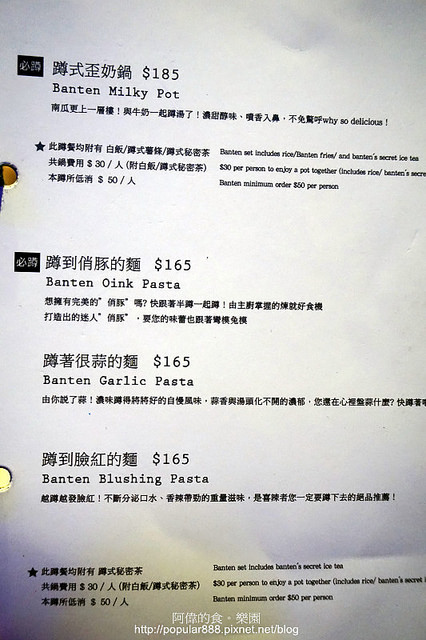 必蹲 蹲式歪奶鍋 $185
Banten Milky Pot
南瓜更上一層樓！與牛奶一起蹲湯了！濃甜醇味、噴香入鼻，不免驚呼why so delicious！
★ 此蹲餐均附有 白飯/蹲式薯條/蹲式秘密茶 Banten set includes rice/Banten fries/ and banten's secret ice tea
共鍋費用 $ 30 / 人 (附白飯/蹲式秘密茶) $30 per person to enjoy a pot together (includes rice/ banten's secre
本蹲所低消 $ 50 / 人 Banten minimum order $50 per person
必蹲 蹲到俏豚的麵 $165
Banten Oink Pasta
想擁有完美的"俏豚"嗎？快跟著半蹲一起蹲！由主廚掌握的煉就好食機
打造出的迷人"俏豚"，要您的味蕾也跟著彎模兔模
蹲著很蒜的麵 $165
Banten Garlic Pasta
由你說了蒜！濃味蹲得將將好的自慢風味，蒜香與湯頭化不開的濃郁，您還在心裡盤蒜什麼？快蹲著
蹲到臉紅的麵 $165
Banten Blushing Pasta
越蹲越發臉紅！不斷分泌口水、香辣帶勁的重量滋味，是喜辣者您一定要蹲下去的絕品推薦！
★ 此蹲餐均附有 蹲式秘密茶 Banten set includes banten's secret ice tea
共鍋費用 $ 30 / 人 (附白飯/蹲式秘密茶) $30 per person to enjoy a pot together (includes rice/ banten's secret
本蹲所低消 $ 50 / 人 Banten minimum order $50 per person
阿偉的食。樂園
http://popular888.pixnet.net/blog